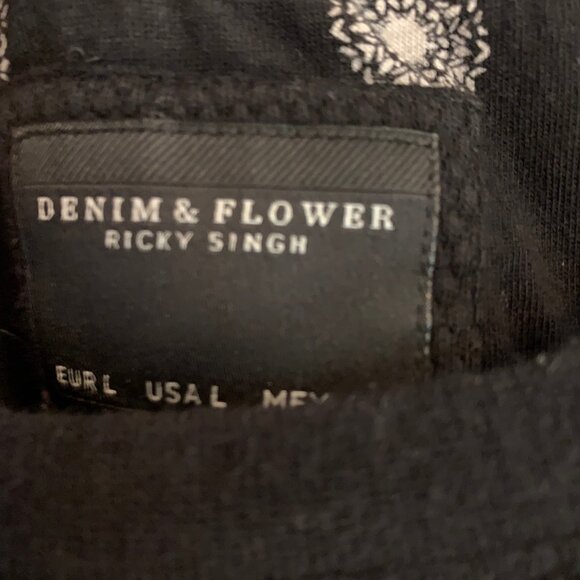 DENIM & FLOWER
RICKY SINGH
EUR L USA L